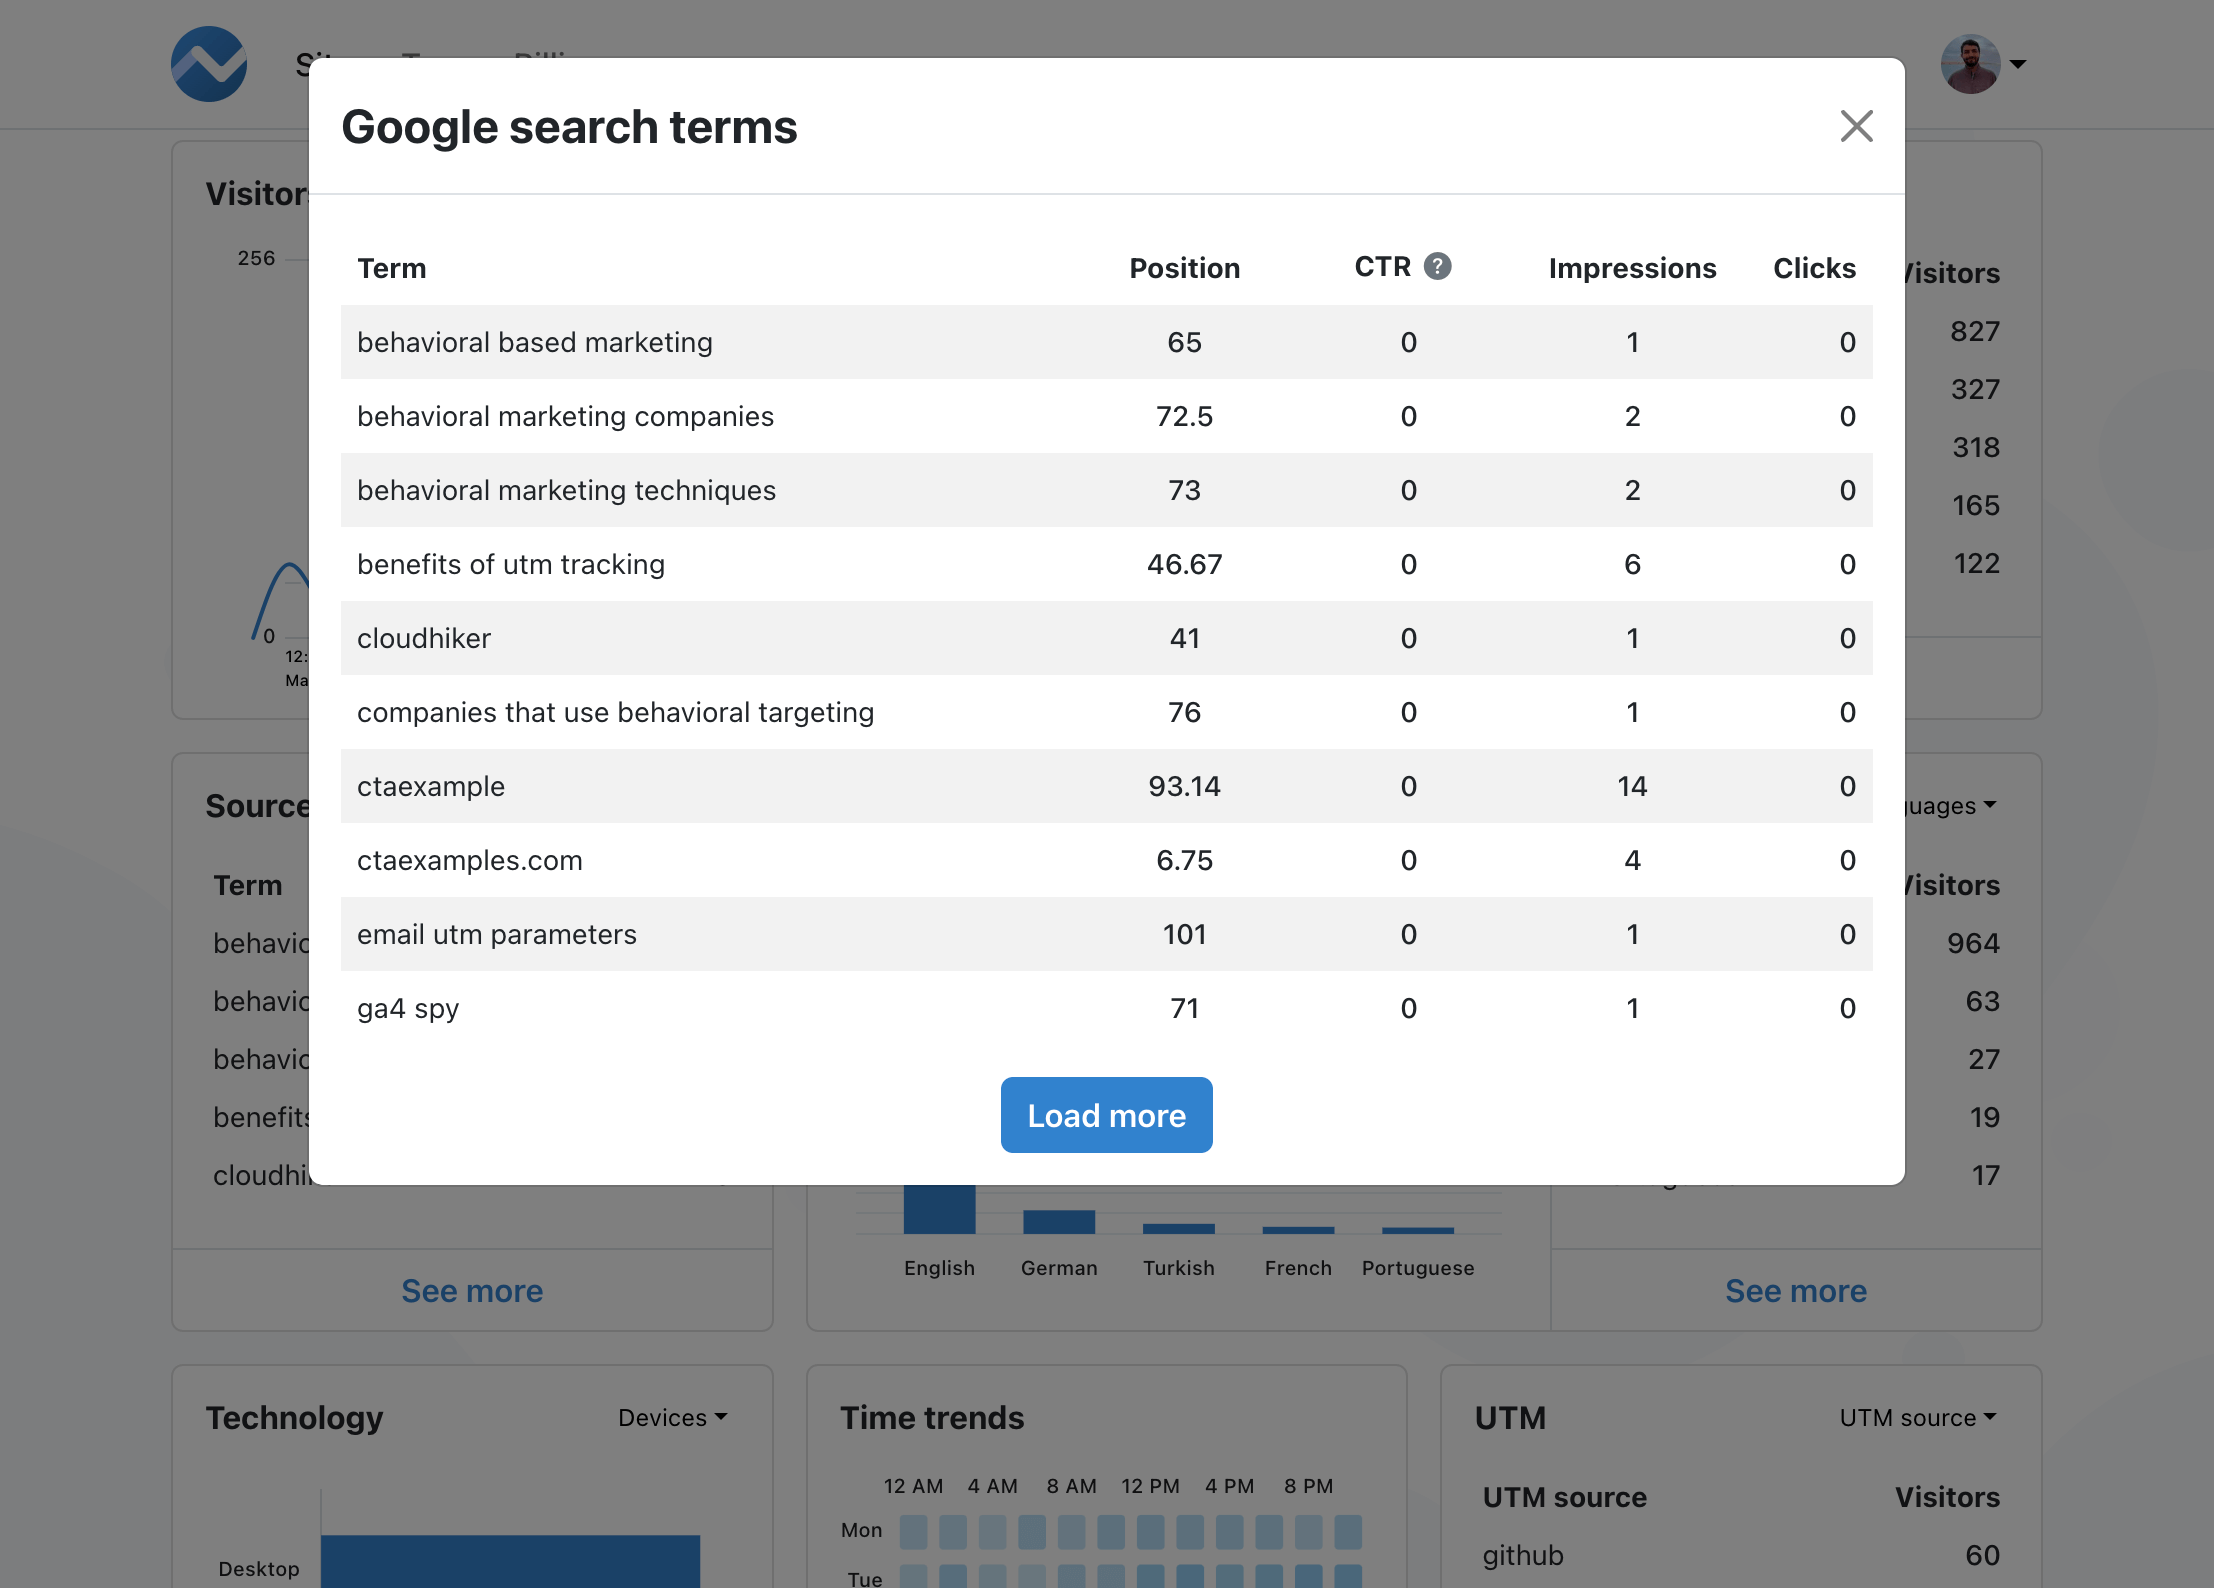 Google search terms
Term Position CTR ? Impressions Clicks
behavioral based marketing 65 0 1 0
behavioral marketing companies 72.5 0 2 0
behavioral marketing techniques 73 0 2 0
benefits of utm tracking 46.67 0 6 0
cloudhiker 41 0 1 0
companies that use behavioral targeting 76 0 1 0
ctaexample 93.14 0 14 0
ctaexamples.com 6.75 0 4 0
email utm parameters 101 0 1 0
ga4 spy 71 0 1 0
Load more
Visitors
256
0
12:
Ma
Visitors
827
327
318
165
122
Source
Term
behavic
behavic
behavic
benefits
cloudhi
See more
English German Turkish French Portuguese
guages
Visitors
964
63
27
19
17
See more
Technology Devices
Desktop
Time trends
12 AM 4 AM 8 AM 12 PM 4 PM 8 PM
Mon
Tue
UTM UTM source
UTM source Visitors
github 60